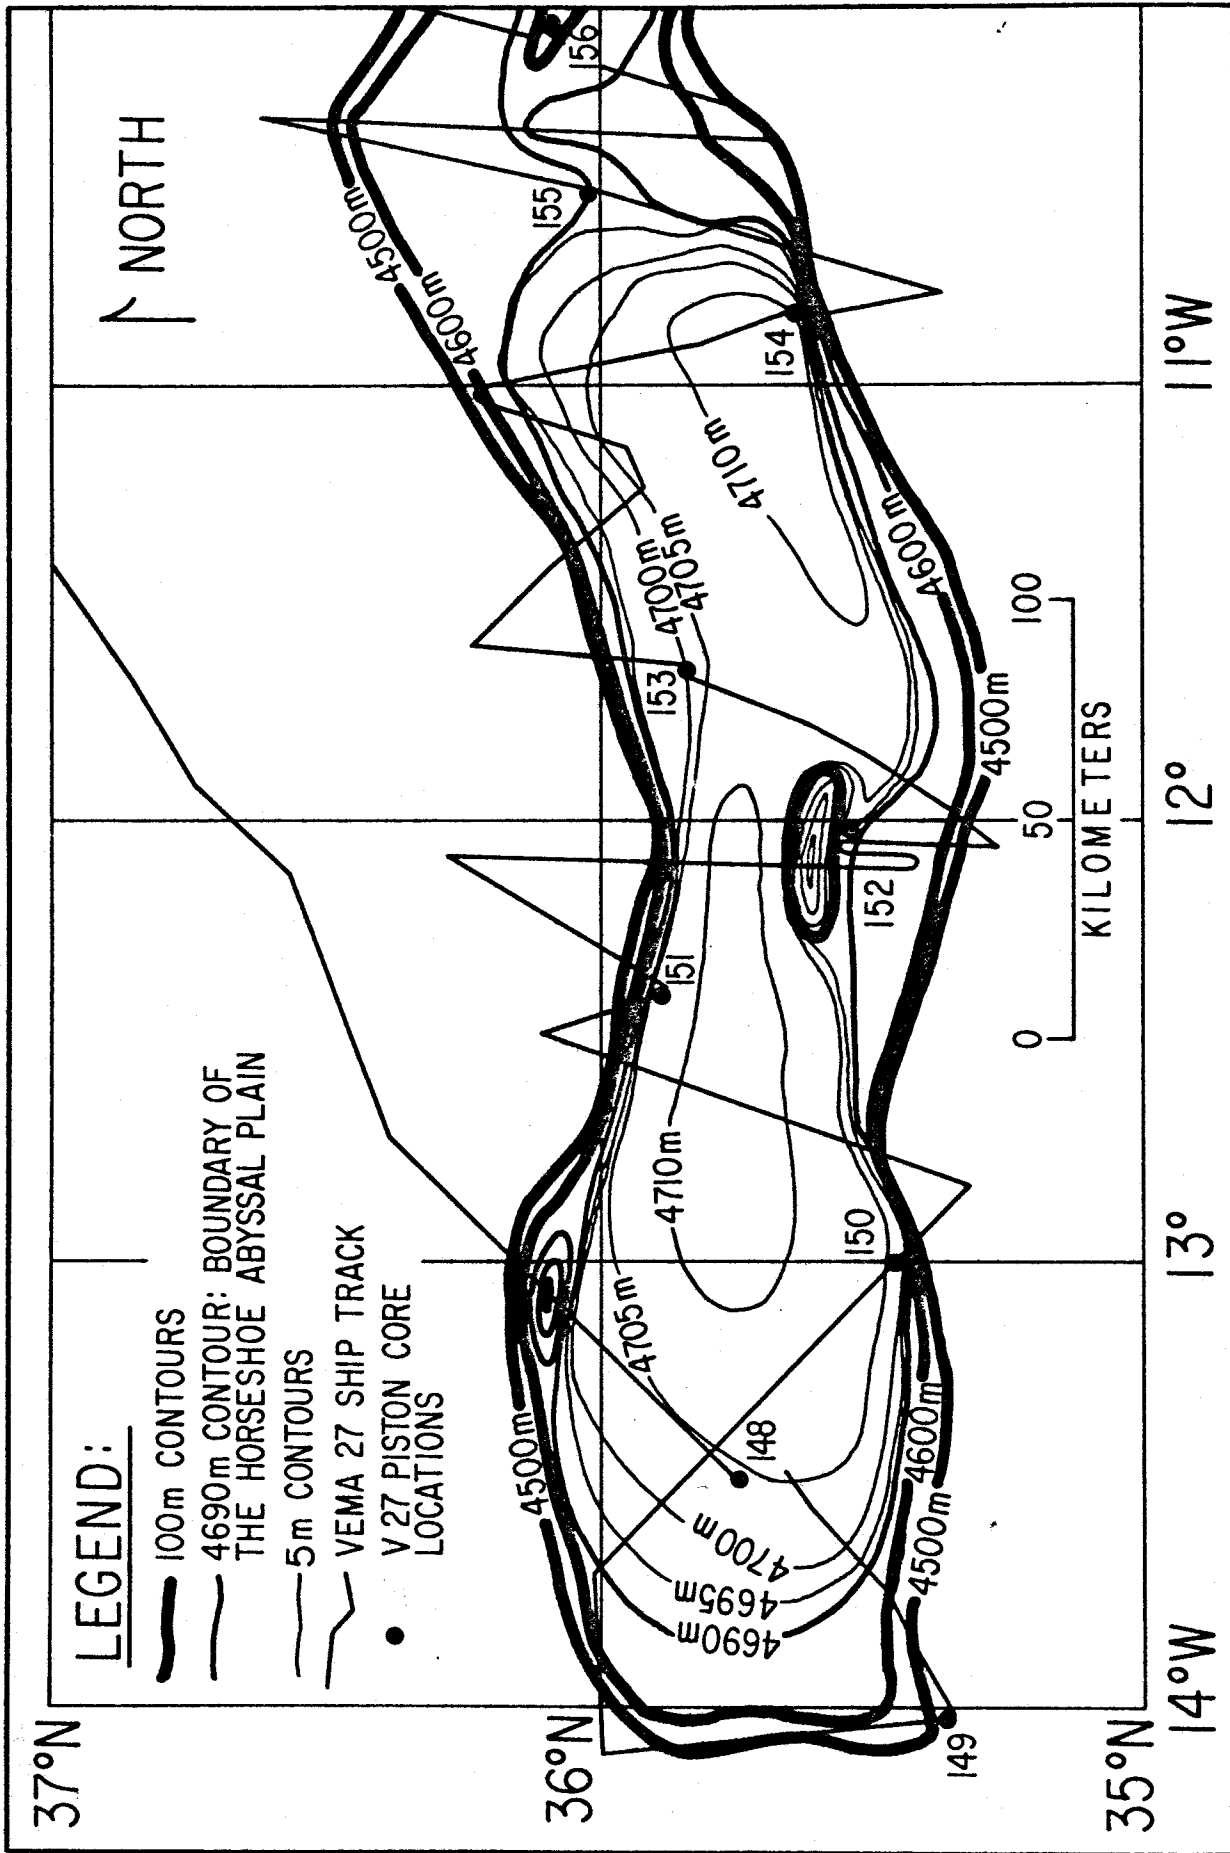 LEGEND:
100m CONTOURS
4690m CONTOUR: BOUNDARY OF
THE HORSESHOE ABYSSAL PLAIN
5m CONTOURS
VEMA 27 SHIP TRACK
V 27 PISTON CORE
LOCATIONS
NORTH
37°N
36°N
35°N
14°W
13°
12°
11°W
4500m
4600m
4500m
4690m
4695m
4700m
4705m
4710m
4600m
4500m
4700m
4705m
4710m
4600m
4500m
148
149
150
151
152
153
154
155
156
0
50
100
KILOMETERS